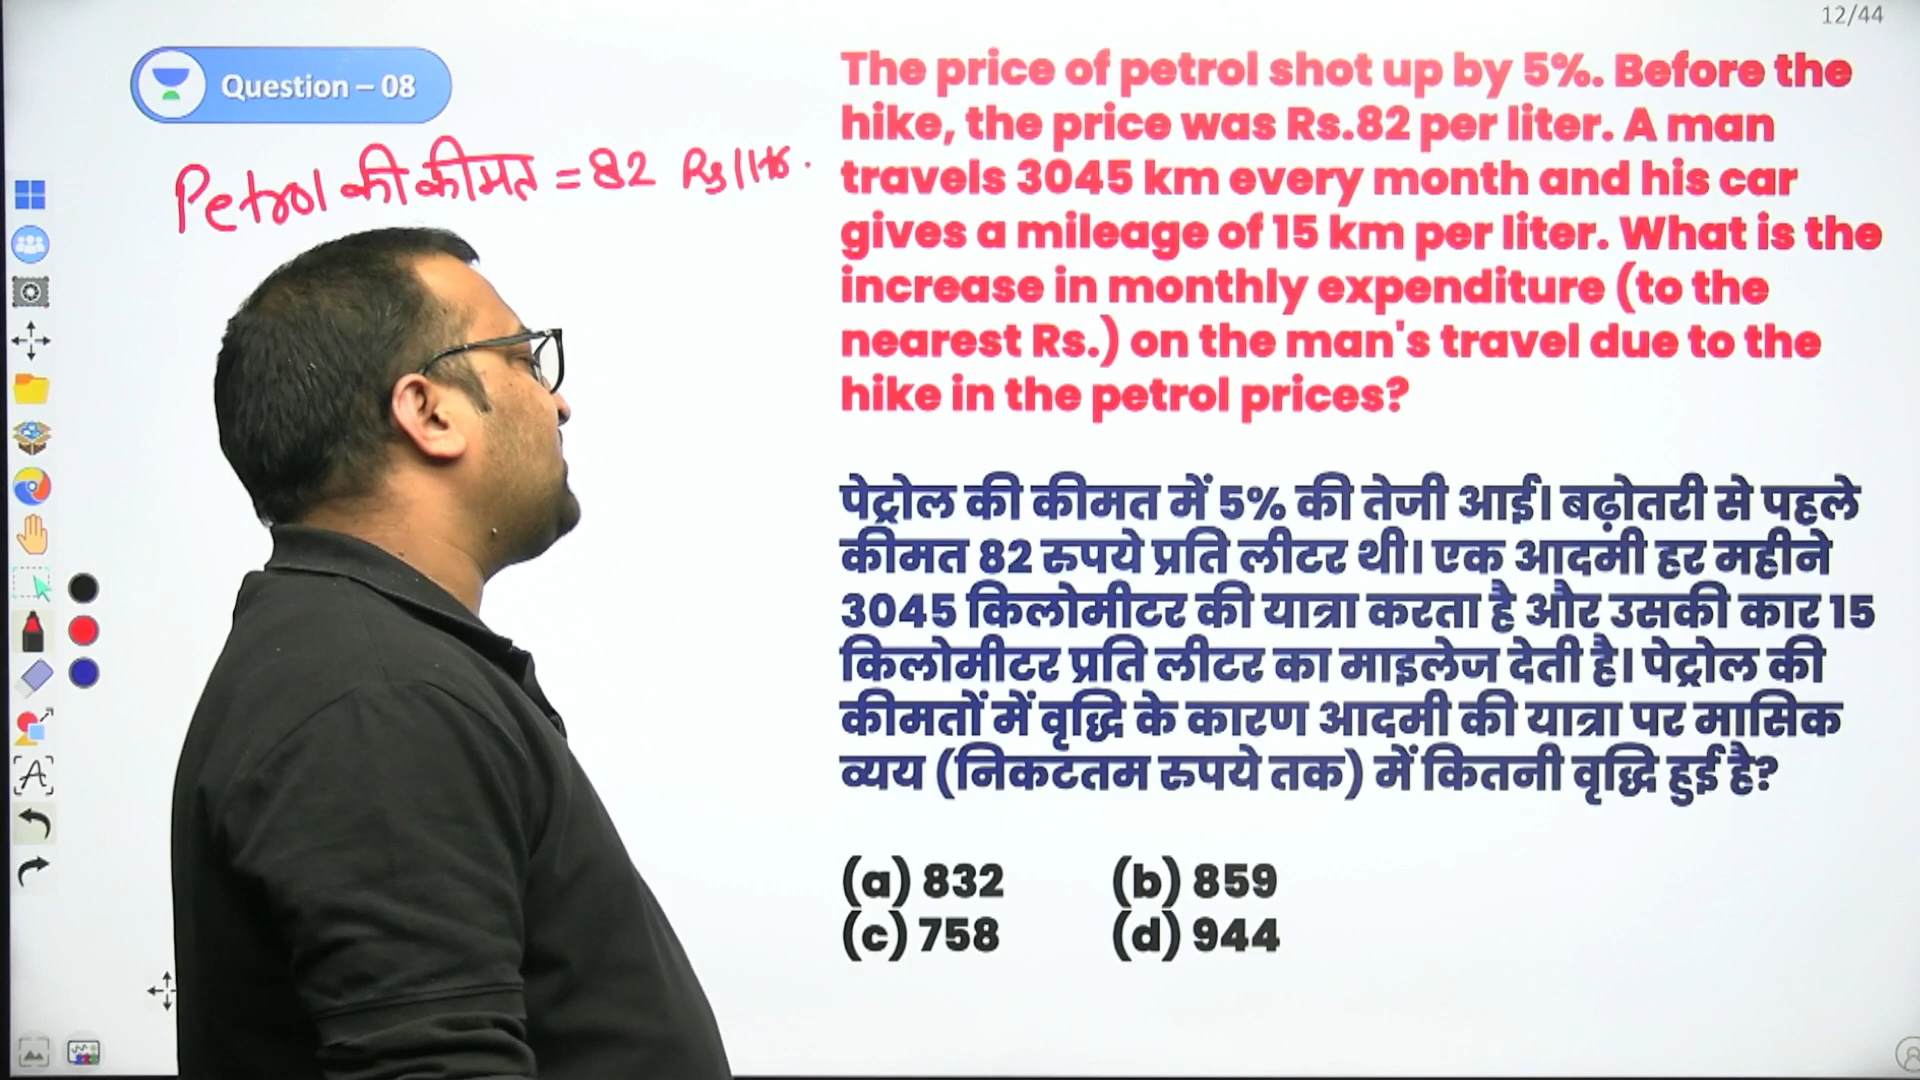 12/44
Question – 08
Petrol की कीमत = 82 Rs/ltr.
The price of petrol shot up by 5%. Before the
hike, the price was Rs.82 per liter. A man
travels 3045 km every month and his car
gives a mileage of 15 km per liter. What is the
increase in monthly expenditure (to the
nearest Rs.) on the man's travel due to the
hike in the petrol prices?
पेट्रोल की कीमत में 5% की तेजी आई। बढ़ोतरी से पहले
कीमत 82 रुपये प्रति लीटर थी। एक आदमी हर महीने
3045 किलोमीटर की यात्रा करता है और उसकी कार 15
किलोमीटर प्रति लीटर का माइलेज देती है। पेट्रोल की
कीमतों में वृद्धि के कारण आदमी की यात्रा पर मासिक
व्यय (निकटतम रुपये तक) में कितनी वृद्धि हुई है?
(a) 832 (b) 859
(c) 758 (d) 944